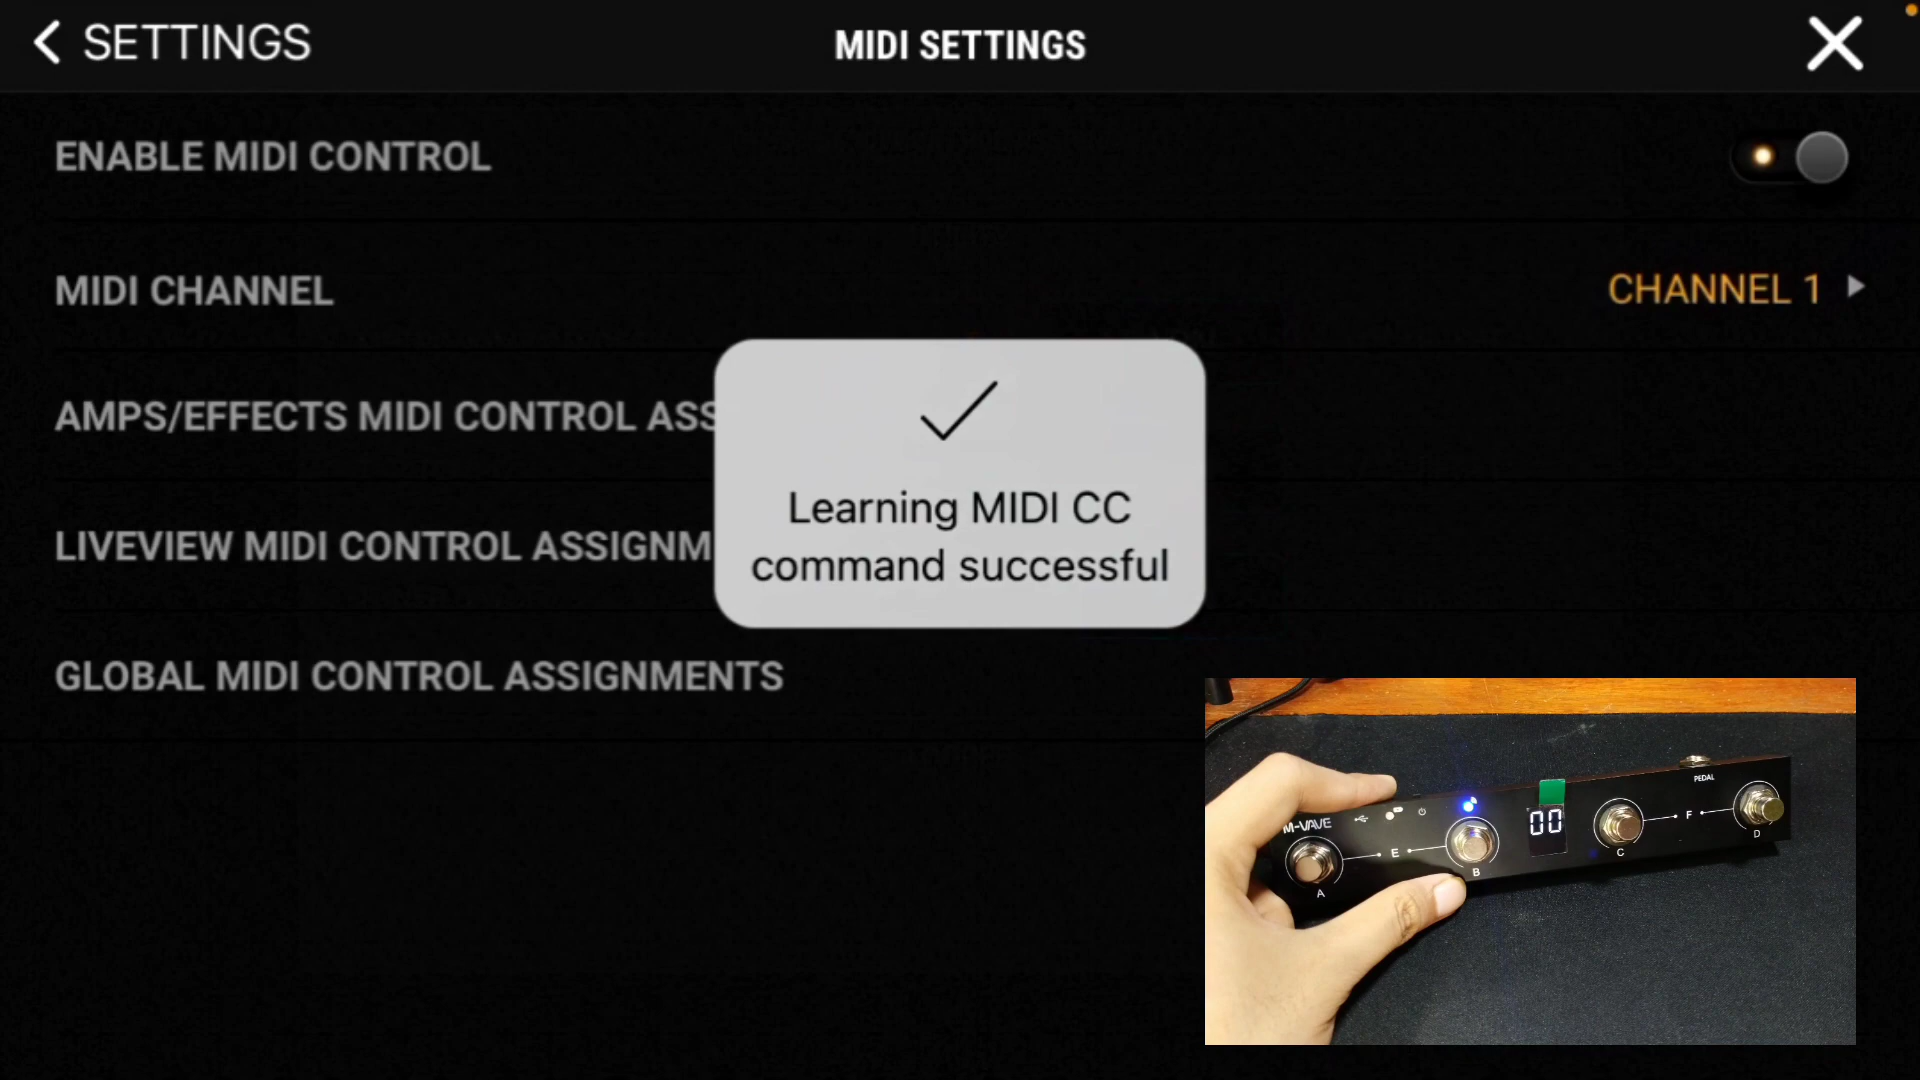 SETTINGS
MIDI SETTINGS
ENABLE MIDI CONTROL
MIDI CHANNEL
CHANNEL 1
AMPS/EFFECTS MIDI CONTROL ASS
LIVEVIEW MIDI CONTROL ASSIGNM
GLOBAL MIDI CONTROL ASSIGNMENTS
Learning MIDI CC
command successful
PEDAL
M-VAVE
00
A
E
B
C
F
D